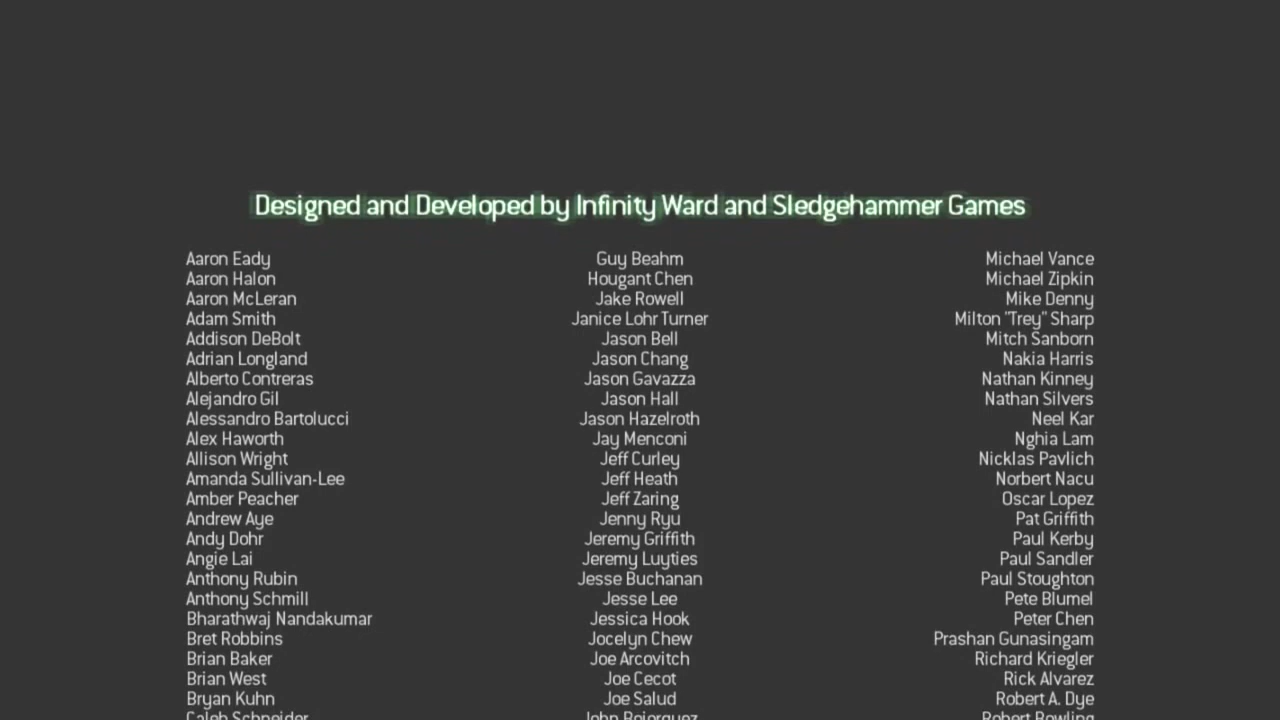 Designed and Developed by Infinity Ward and Sledgehammer Games
Aaron Eady Guy Beahm Michael Vance
Aaron Halon Hougant Chen Michael Zipkin
Aaron McLeran Jake Rowell Mike Denny
Adam Smith Janice Lohr Turner Milton "Trey" Sharp
Addison DeBolt Jason Bell Mitch Sanborn
Adrian Longland Jason Chang Nakia Harris
Alberto Contreras Jason Gavazza Nathan Kinney
Alejandro Gil Jason Hall Nathan Silvers
Alessandro Bartolucci Jason Hazelroth Neel Kar
Alex Haworth Jay Menconi Nghia Lam
Allison Wright Jeff Curley Nicklas Pavlich
Amanda Sullivan-Lee Jeff Heath Norbert Nacu
Amber Peacher Jeff Zaring Oscar Lopez
Andrew Aye Jenny Ryu Pat Griffith
Andy Dohr Jeremy Griffith Paul Kerby
Angie Lai Jeremy Luyties Paul Sandler
Anthony Rubin Jesse Buchanan Paul Stoughton
Anthony Schmill Jesse Lee Pete Blumel
Bharathwaj Nandakumar Jessica Hook Peter Chen
Bret Robbins Jocelyn Chew Prashan Gunasingam
Brian Baker Joe Arcovitch Richard Kriegler
Brian West Joe Cecot Rick Alvarez
Bryan Kuhn Joe Salud Robert A. Dye
Caleb Schneider John Bojorquez Robert Bowling